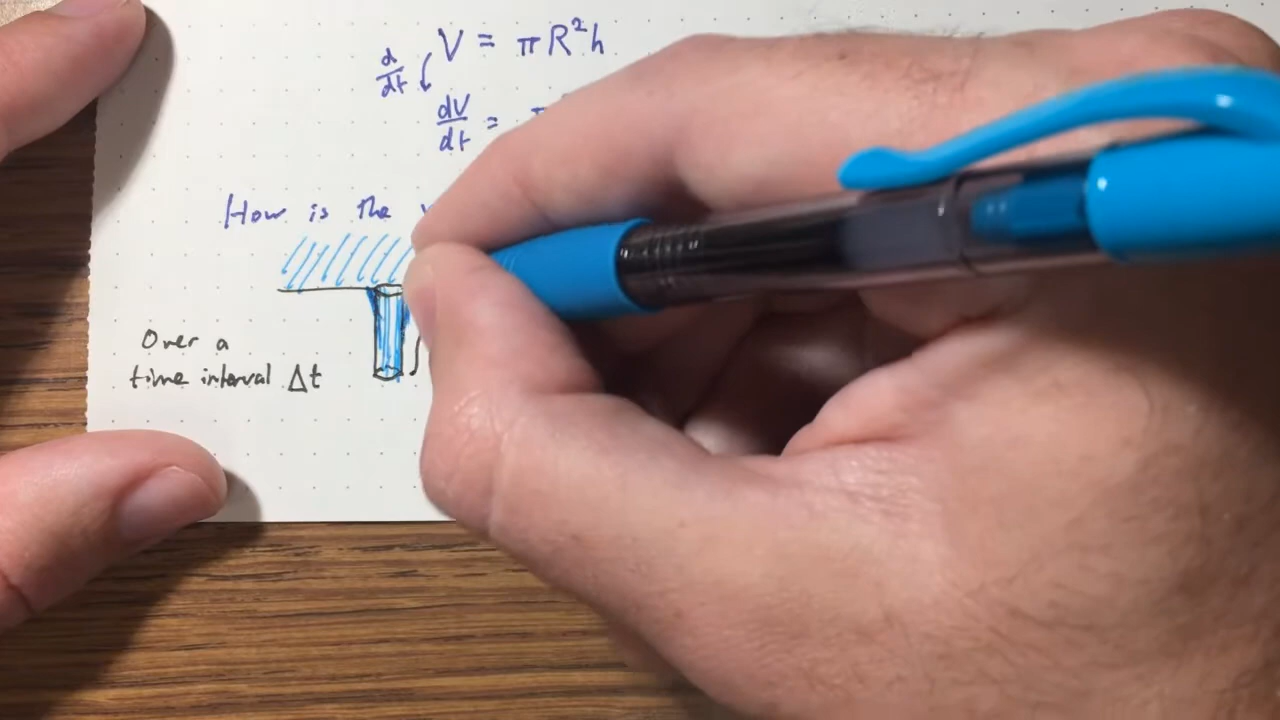 d/dt V = πR²h
dV/dt =
How is the
Over a
time interval Δt